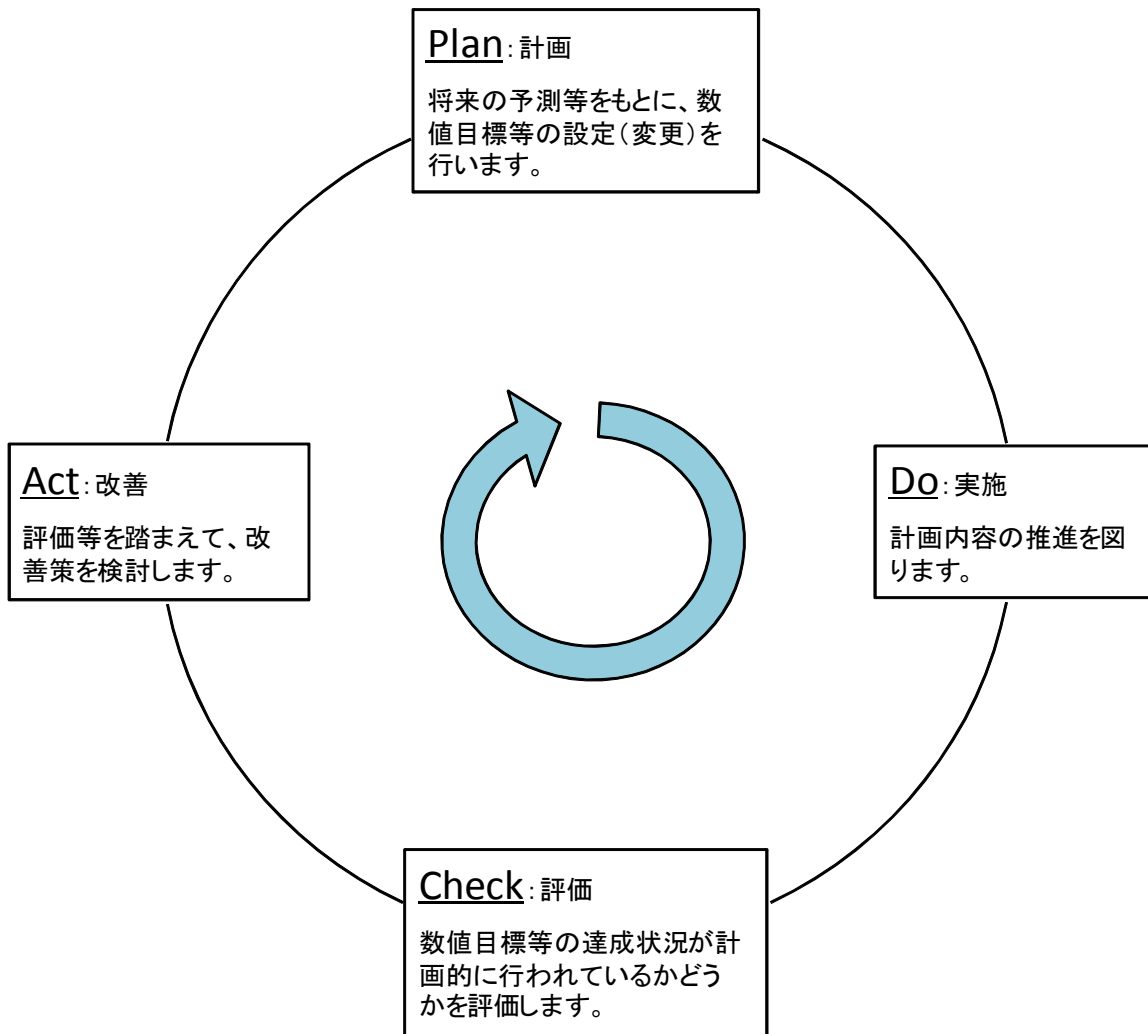 Plan：計画
将来の予測等をもとに、数
値目標等の設定（変更）を
行います。
Act：改善
評価等を踏まえて、改
善策を検討します。
Do：実施
計画内容の推進を図
ります。
Check：評価
数値目標等の達成状況が計
画的に行われているかどう
かを評価します。